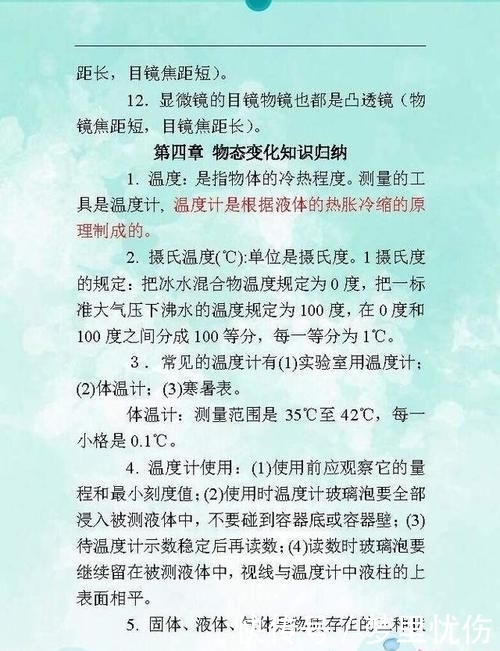 距长，目镜焦距短）。
12．显微镜的目镜物镜也都是凸透镜（物
镜焦距短，目镜焦距长）。
第四章 物态变化知识归纳
1. 温度：是指物体的冷热程度。测量的工
具是温度计, 温度计是根据液体的热胀冷缩的原
理制成的。
2. 摄氏温度(℃):单位是摄氏度。1 摄氏度
的规定：把冰水混合物温度规定为 0 度，把一标
准大气压下沸水的温度规定为 100 度，在 0 度和
100 度之间分成 100 等分，每一等分为 1℃。
3．常见的温度计有(1)实验室用温度计；
(2)体温计；(3)寒暑表。
体温计：测量范围是 35℃至 42℃，每一
小格是 0.1℃。
4. 温度计使用：(1)使用前应观察它的量
程和最小刻度值；(2)使用时温度计玻璃泡要全部
浸入被测液体中，不要碰到容器底或容器壁；(3)
待温度计示数稳定后再读数；(4)读数时玻璃泡要
继续留在被测液体中，视线与温度计中液柱的上
表面相平。
5. 固体、液体、气体是物质存在的三种状
梦里忧伤